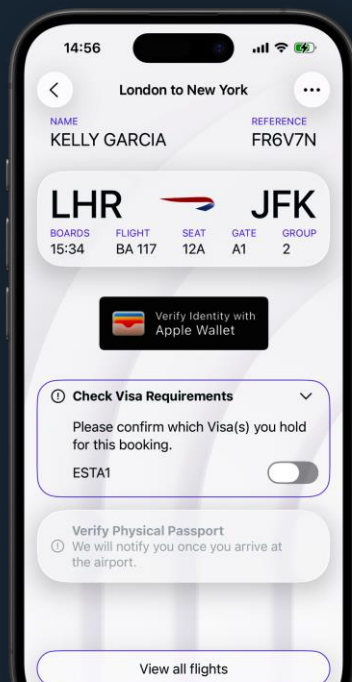 14:56
London to New York
NAME
REFERENCE
KELLY GARCIA
FR6V7N
LHR
JFK
BOARDS FLIGHT SEAT GATE GROUP
15:34 BA 117 12A A1 2
Verify Identity with
Apple Wallet
Check Visa Requirements
Please confirm which Visa(s) you hold
for this booking.
ESTA1
Verify Physical Passport
We will notify you once you arrive at
the airport.
View all flights